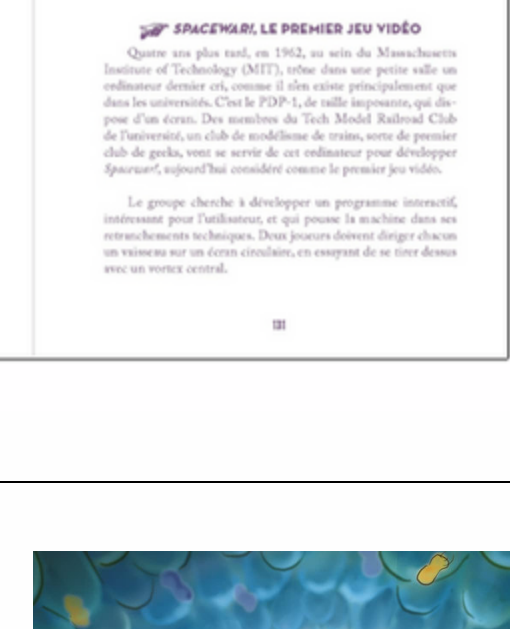 SPACEWAR!, LE PREMIER JEU VIDÉO
Quatre ans plus tard, en 1962, au sein du Massachusetts
Institute of Technology (MIT), trône dans une petite salle un
ordinateur dernier cri, comme il n'en existe principalement que
dans les universités. C'est le PDP-1, de taille imposante, qui dis-
pose d'un écran. Des membres du Tech Model Railroad Club
de l'université, un club de modélisme de trains, sorte de premier
club de geeks, vont se servir de cet ordinateur pour développer
Spacewar!, aujourd'hui considéré comme le premier jeu vidéo.
Le groupe cherche à développer un programme interactif,
intéressant pour l'utilisateur, et qui pousse la machine dans ses
retranchements techniques. Deux joueurs doivent diriger chacun
un vaisseau sur un écran circulaire, en essayant de se tirer dessus
avec un vortex central.
131